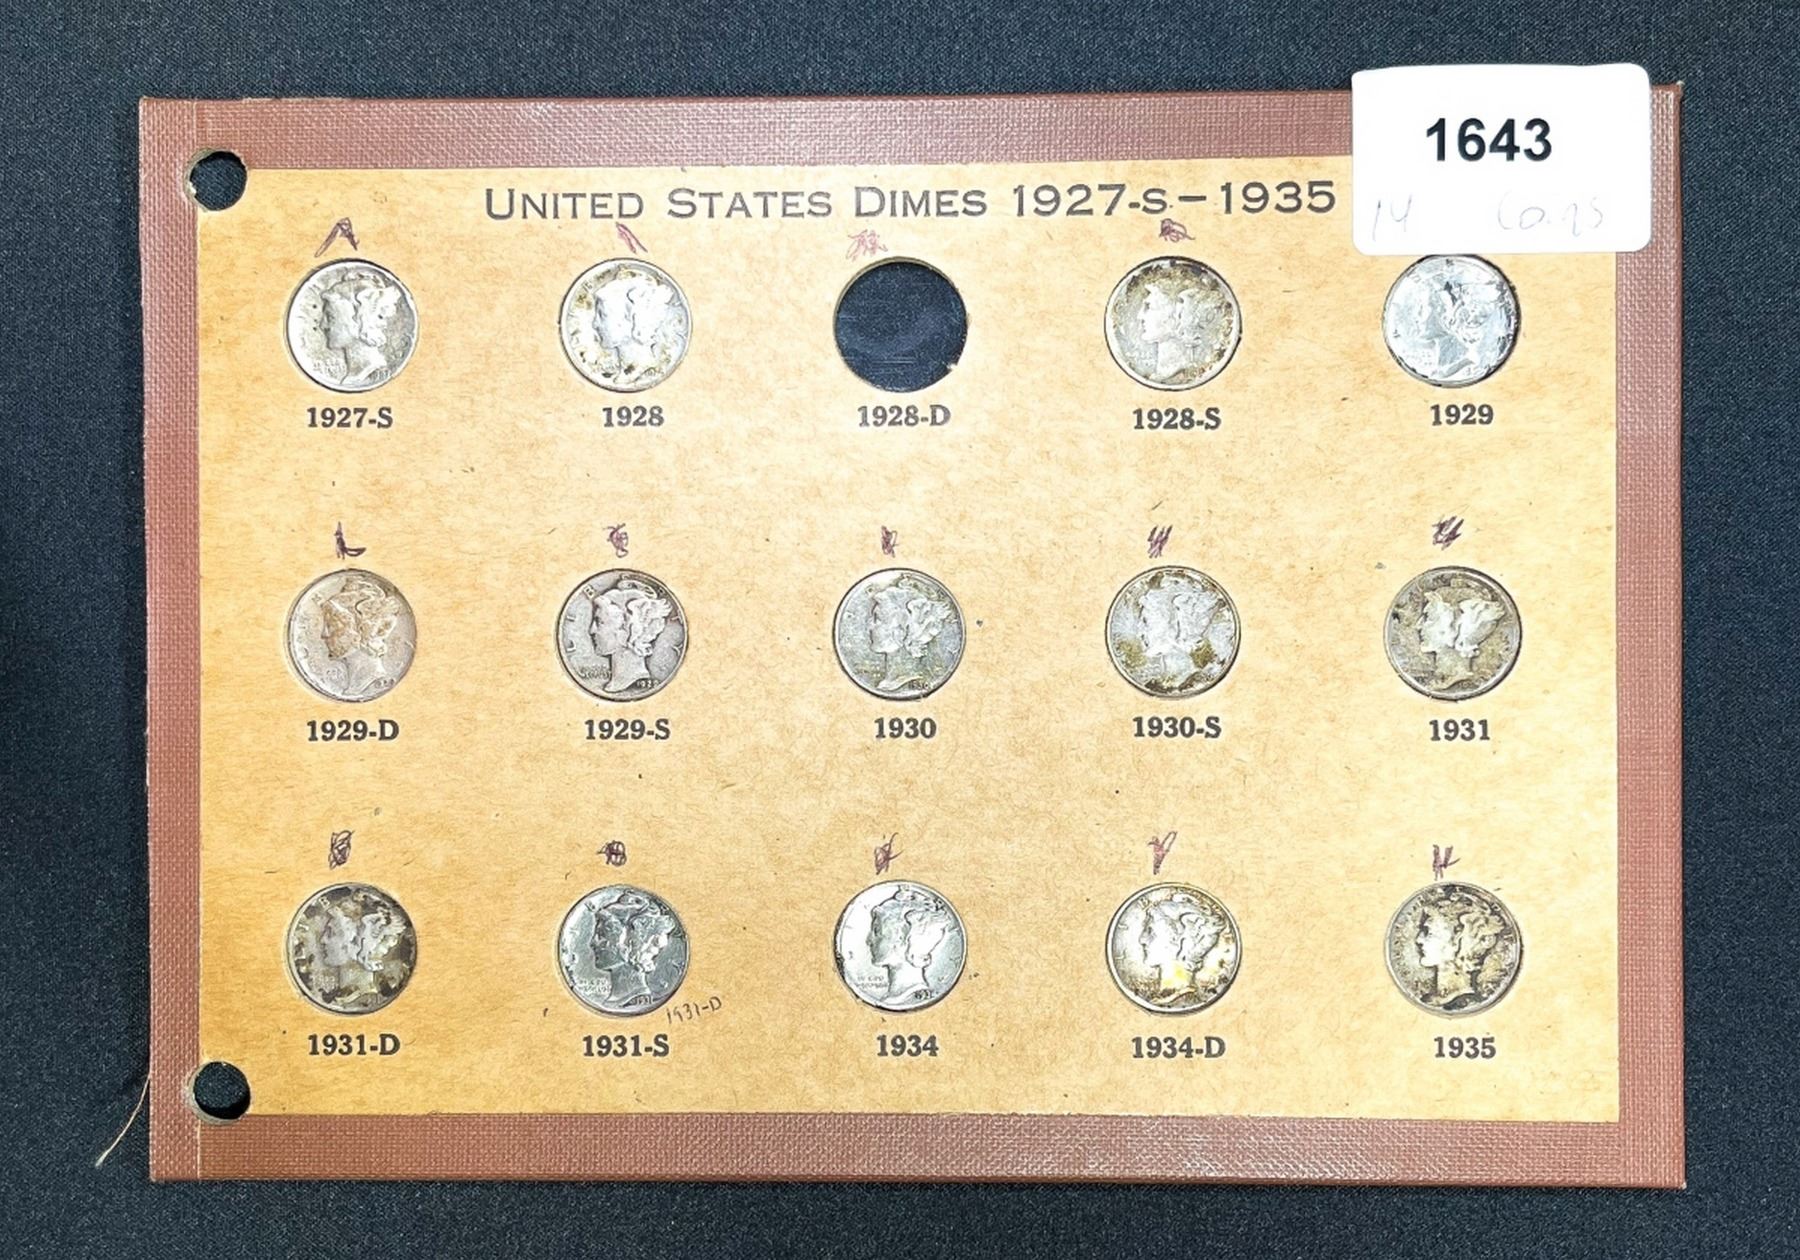 1643
14 Coins
UNITED STATES DIMES 1927-S–1935
1927-S 1928 1928-D 1928-S 1929
1929-D 1929-S 1930 1930-S 1931
1931-D
1931-D 1931-S 1934 1934-D 1935